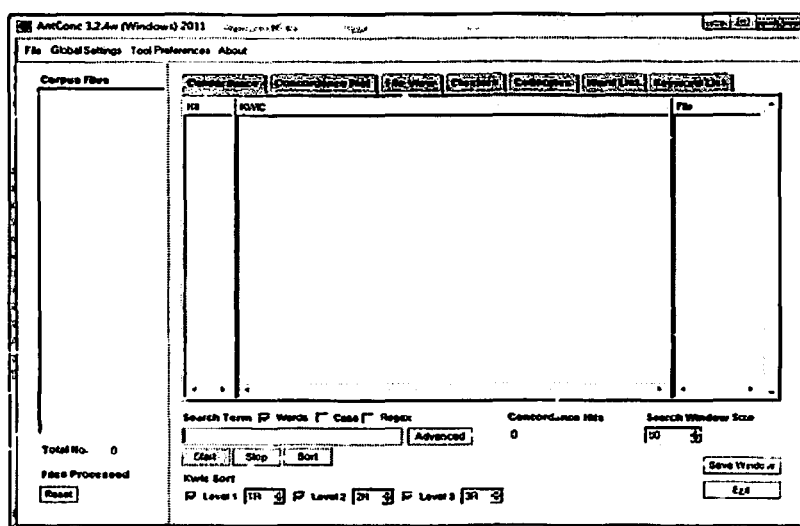 AntConc 3.2.4w (Windows) 2011
File Global Settings Tool Preferences About
Corpus Files
Concordance Concordance Plot File View Clusters Collocates Word List Keyword List
Hit KWIC File
Search Term Words Case Regex Concordance Hits Search Window Size
Advanced 0 50
Total No. 0
Start Stop Sort
Files Processed
Save Window
Kwic Sort
Reset
Level 1 1R Level 2 2R Level 3 3R
Exit